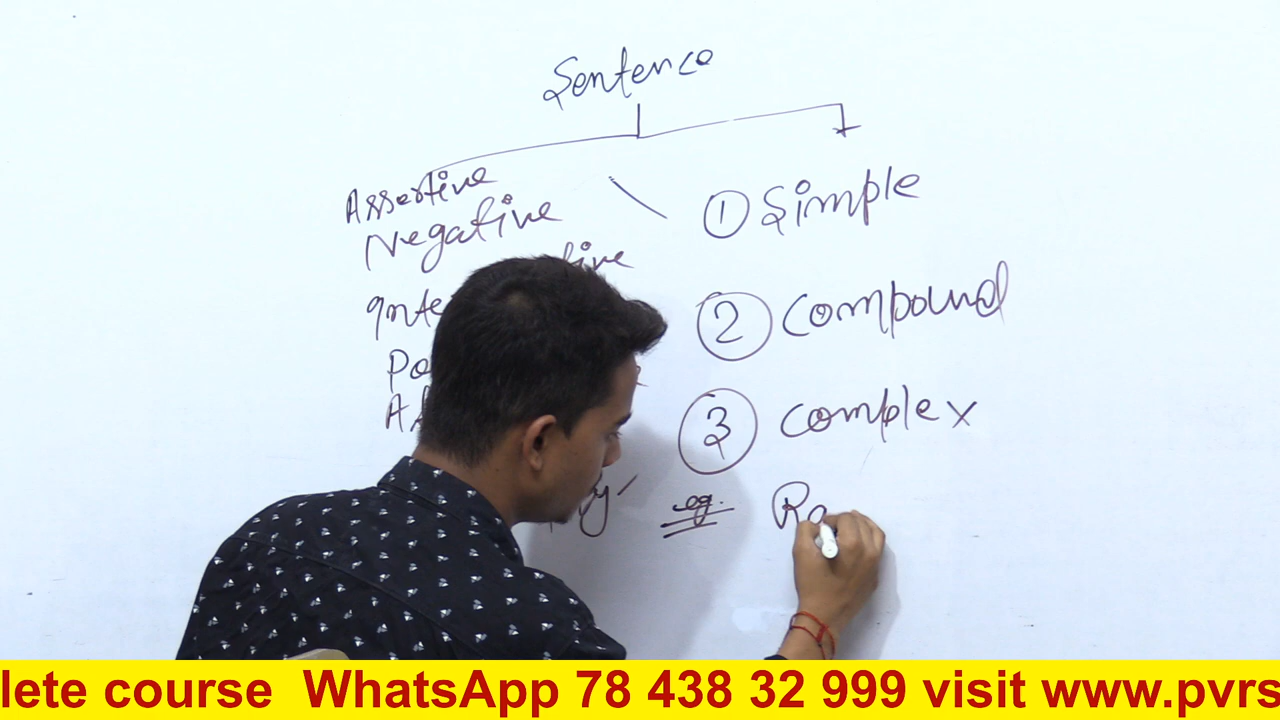 Sentence
Assertive
Negative
① Simple
② Compound
③ Complex
eg.
lete course WhatsApp 78 438 32 999 visit www.pvrs